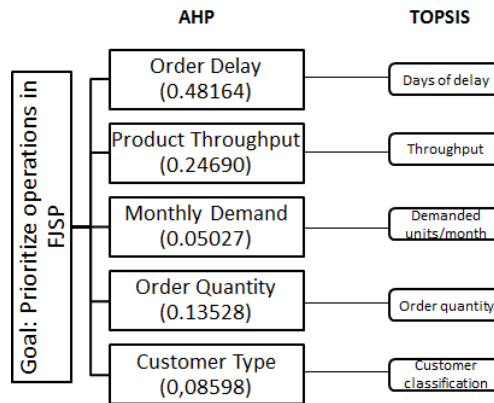 AHP
TOPSIS
Goal: Prioritize operations in
FJSP
Order Delay
(0.48164)
Days of delay
Product Throughput
(0.24690)
Throughput
Monthly Demand
(0.05027)
Demanded
units/month
Order Quantity
(0.13528)
Order quantity
Customer Type
(0,08598)
Customer
classification